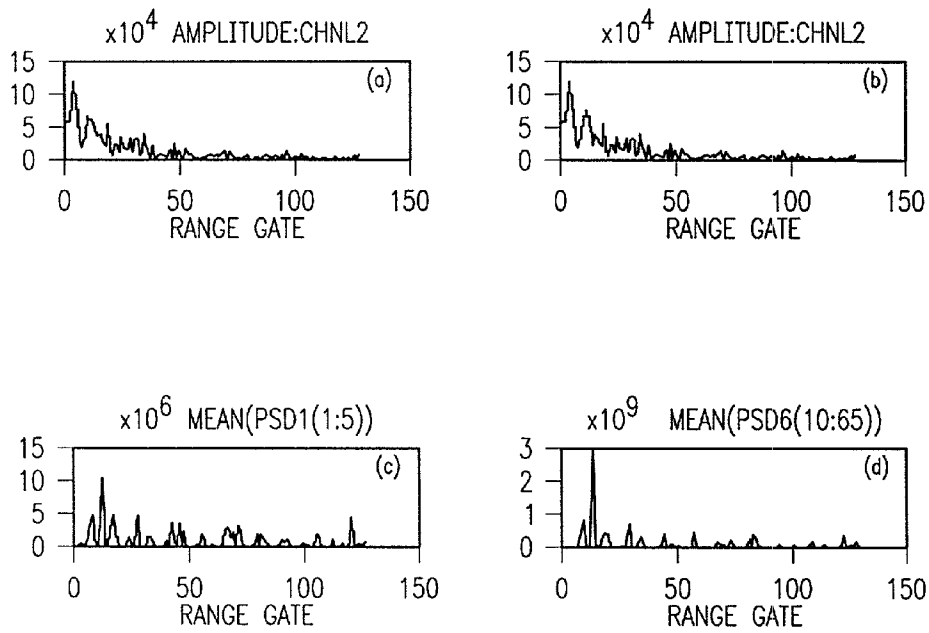 x10^4 AMPLITUDE:CHNL2
15
10
5
0
(a)
0 50 100 150
RANGE GATE
x10^4 AMPLITUDE:CHNL2
15
10
5
0
(b)
0 50 100 150
RANGE GATE
x10^6 MEAN(PSD1(1:5))
15
10
5
0
(c)
0 50 100 150
RANGE GATE
x10^9 MEAN(PSD6(10:65))
3
2
1
0
(d)
0 50 100 150
RANGE GATE